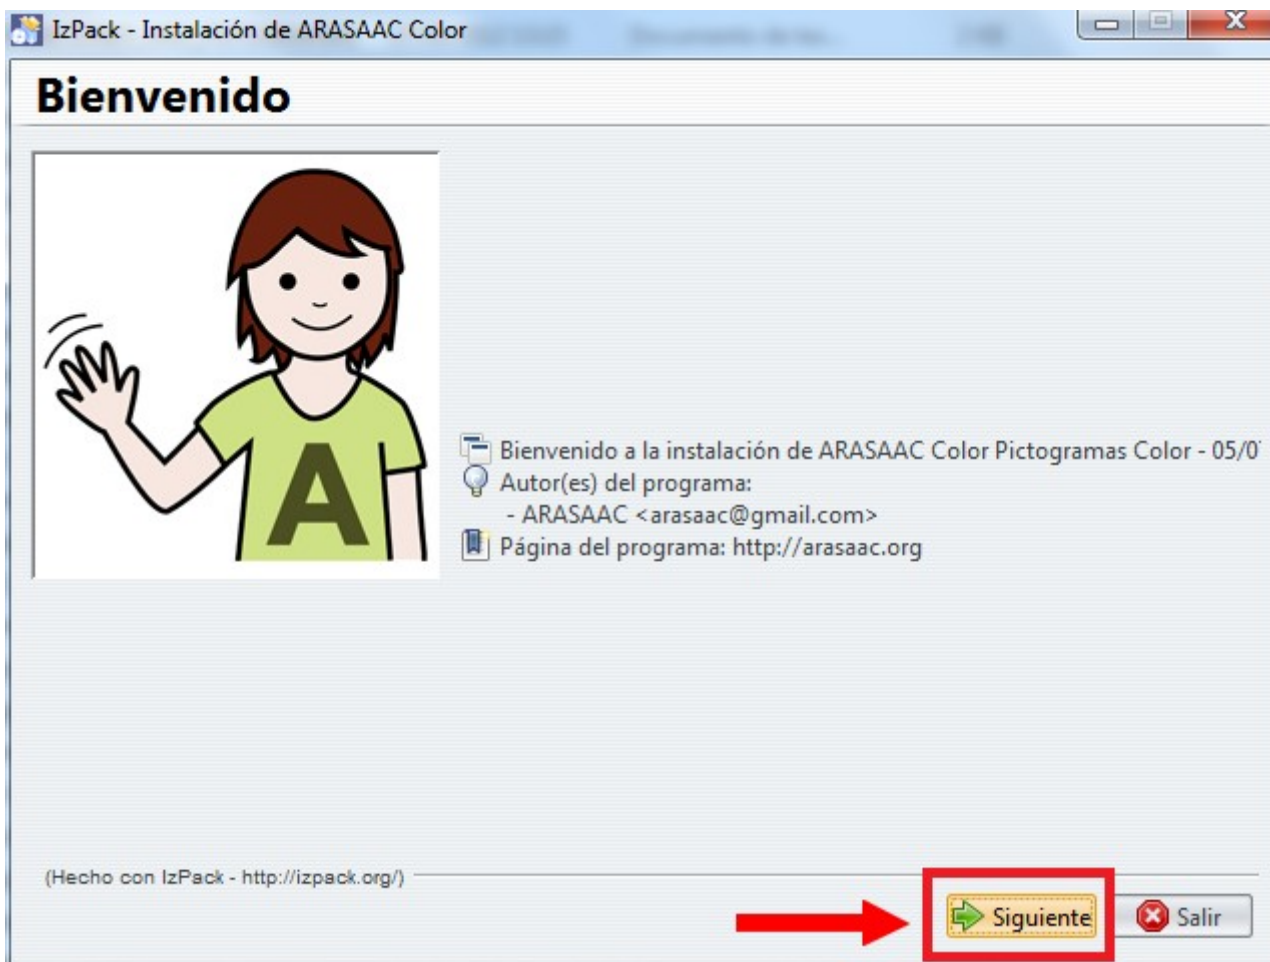 IzPack - Instalación de ARASAAC Color
Bienvenido
A
Bienvenido a la instalación de ARASAAC Color Pictogramas Color - 05/0
Autor(es) del programa:
- ARASAAC <arasaac@gmail.com>
Página del programa: http://arasaac.org
(Hecho con IzPack - http://izpack.org/)
Siguiente
Salir